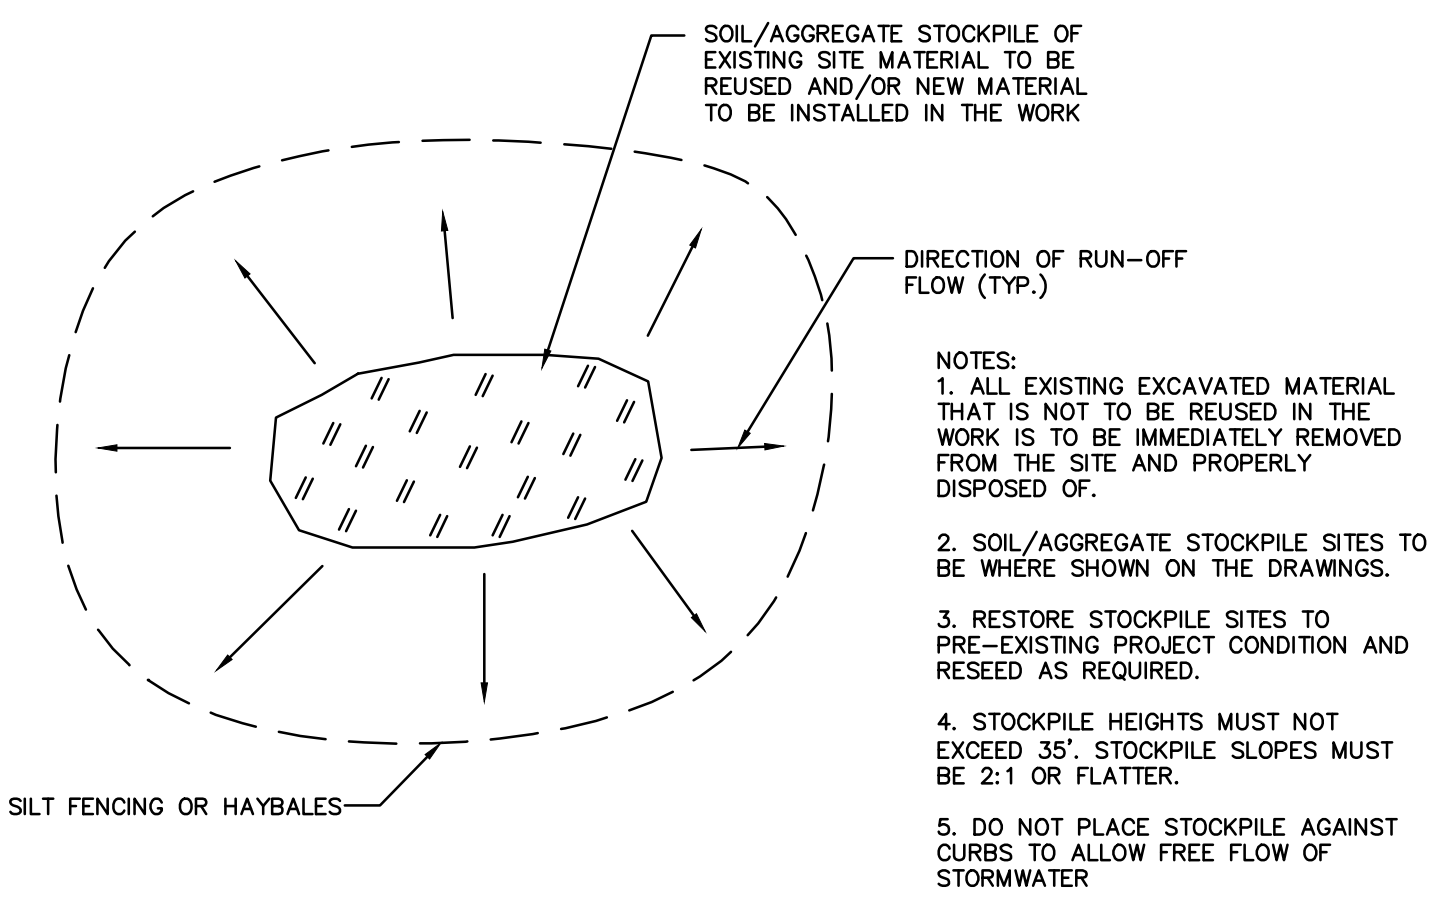 SOIL/AGGREGATE STOCKPILE OF
EXISTING SITE MATERIAL TO BE
REUSED AND/OR NEW MATERIAL
TO BE INSTALLED IN THE WORK
DIRECTION OF RUN-OFF
FLOW (TYP.)
NOTES:
1. ALL EXISTING EXCAVATED MATERIAL
THAT IS NOT TO BE REUSED IN THE
WORK IS TO BE IMMEDIATELY REMOVED
FROM THE SITE AND PROPERLY
DISPOSED OF.
2. SOIL/AGGREGATE STOCKPILE SITES TO
BE WHERE SHOWN ON THE DRAWINGS.
3. RESTORE STOCKPILE SITES TO
PRE-EXISTING PROJECT CONDITION AND
RESEED AS REQUIRED.
4. STOCKPILE HEIGHTS MUST NOT
EXCEED 35'. STOCKPILE SLOPES MUST
BE 2:1 OR FLATTER.
5. DO NOT PLACE STOCKPILE AGAINST
CURBS TO ALLOW FREE FLOW OF
STORMWATER
SILT FENCING OR HAYBALES